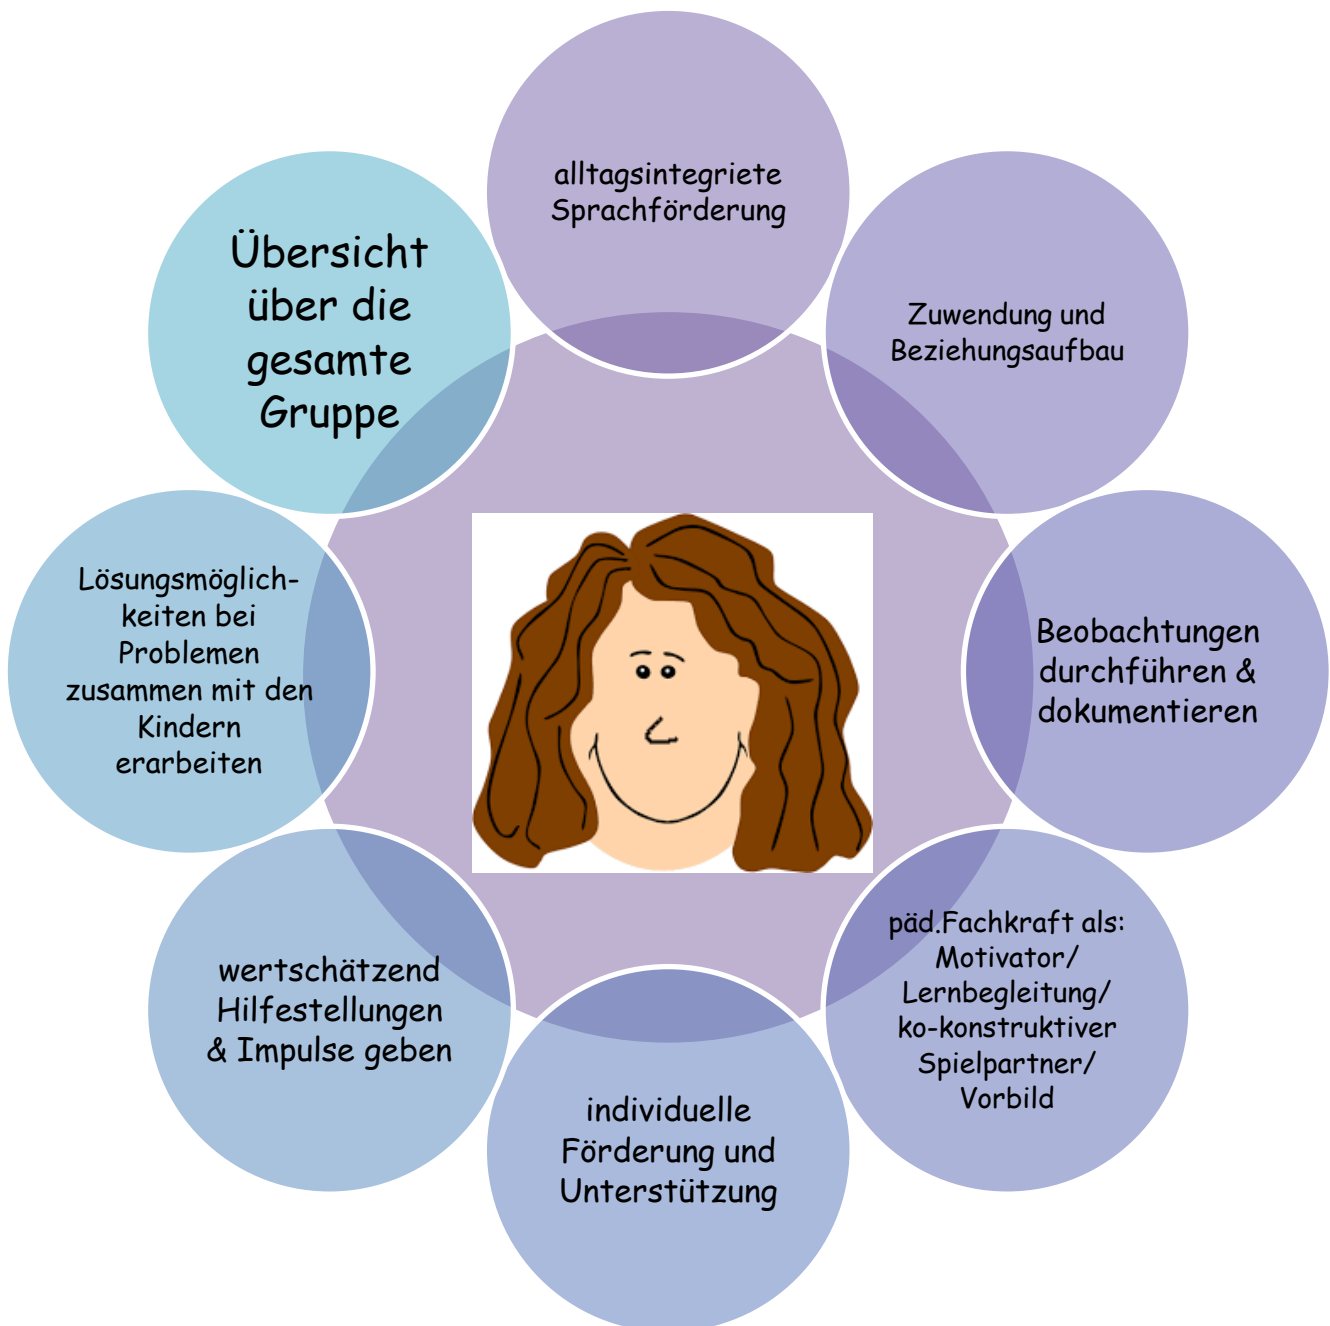 alltagsintegriete
Sprachförderung
Zuwendung und
Beziehungsaufbau
Beobachtungen
durchführen &
dokumentieren
päd.Fachkraft als:
Motivator/
Lernbegleitung/
ko-konstruktiver
Spielpartner/
Vorbild
individuelle
Förderung und
Unterstützung
wertschätzend
Hilfestellungen
& Impulse geben
Lösungsmöglich-
keiten bei
Problemen
zusammen mit den
Kindern
erarbeiten
Übersicht
über die
gesamte
Gruppe